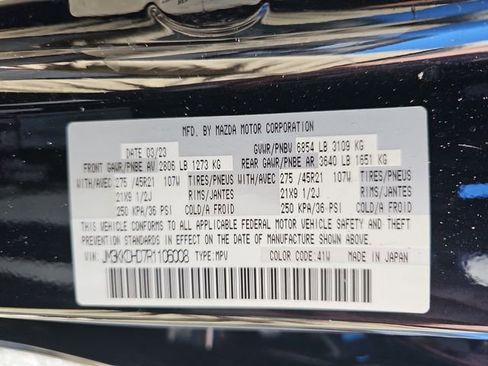 MFD. BY MAZDA MOTOR CORPORATION
DATE 03/23 GVWR/PNBV 6854 LB 3109 KG
FRONT GAWR/PNBE AV 2806 LB 1273 KG REAR GAWR/PNBE AR 3640 LB 1651 KG
WITH/AVEC 275 /45R21 107W TIRES/PNEUS WITH/AVEC 275 /45R21 107W TIRES/PNEUS
21X9 1/2J RIMS/JANTES 21X9 1/2J RIMS/JANTES
250 KPA/36 PSI COLD/A FROID 250 KPA/36 PSI COLD/A FROID
THIS VEHICLE CONFORMS TO ALL APPLICABLE FEDERAL MOTOR VEHICLE SAFETY AND THEFT
PREVENTION STANDARDS IN EFFECT ON THE DATE OF MANUFACTURE SHOWN ABOVE.
VIN: JM3KKDHD7R1106008 TYPE:MPV COLOR CODE:41W MADE IN JAPAN